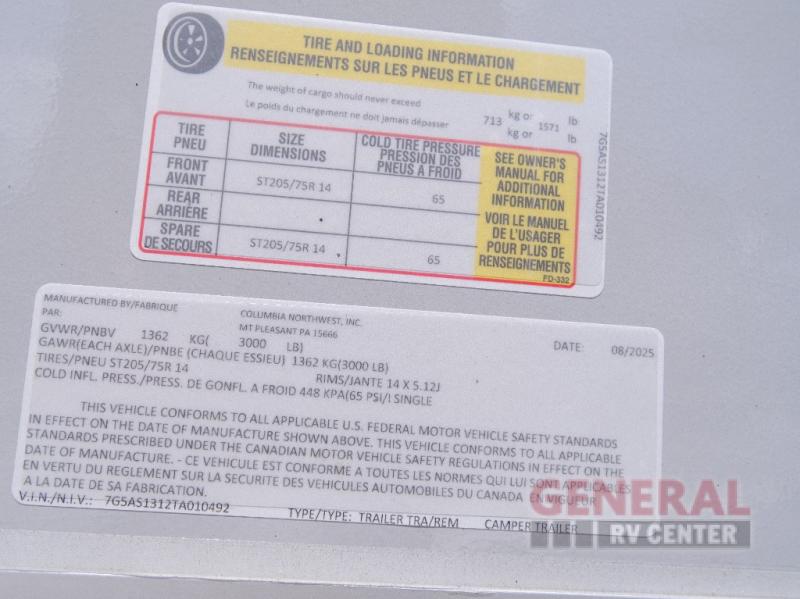 TIRE AND LOADING INFORMATION
RENSEIGNEMENTS SUR LES PNEUS ET LE CHARGEMENT
The weight of cargo should never exceed
Le poids du chargement ne doit jamais dépasser
713 kg or 1571 lb
kg or lb
TIRE
PNEU
SIZE
DIMENSIONS
COLD TIRE PRESSURE
PRESSION DES
PNEUS A FROID
FRONT
AVANT
ST205/75R 14
65
REAR
ARRIÈRE
SPARE
DE SECOURS
ST205/75R 14
65
SEE OWNER'S
MANUAL FOR
ADDITIONAL
INFORMATION
VOIR LE MANUEL
DE L'USAGER
POUR PLUS DE
RENSEIGNEMENTS
FD-332
7G5AS1312TA010492
MANUFACTURED BY/FABRIQUE
PAR:
COLUMBIA NORTHWEST, INC.
MT PLEASANT PA 15666
DATE: 08/2025
GVWR/PNBV 1362 KG( 3000 LB)
GAWR(EACH AXLE)/PNBE (CHAQUE ESSIEU) 1362 KG(3000 LB)
TIRES/PNEU ST205/75R 14 RIMS/JANTE 14 X 5.12J
COLD INFL. PRESS./PRESS. DE GONFL. A FROID 448 KPA(65 PSI/I SINGLE
THIS VEHICLE CONFORMS TO ALL APPLICABLE U.S. FEDERAL MOTOR VEHICLE SAFETY STANDARDS
IN EFFECT ON THE DATE OF MANUFACTURE SHOWN ABOVE. THIS VEHICLE CONFORMS TO ALL APPLICABLE
STANDARDS PRESCRIBED UNDER THE CANADIAN MOTOR VEHICLE SAFETY REGULATIONS IN EFFECT ON THE
DATE OF MANUFACTURE. - CE VEHICULE EST CONFORME A TOUTES LES NORMES QUI LUI SONT APPLICABLES
EN VERTU DU REGLEMENT SUR LA SECURITE DES VEHICULES AUTOMOBILES DU CANADA EN VIGUEUR
A LA DATE DE SA FABRICATION.
V.I.N./N.I.V.: 7G5AS1312TA010492 TYPE/TYPE: TRAILER TRA/REM CAMPER TRAILER
GENERAL
RV CENTER